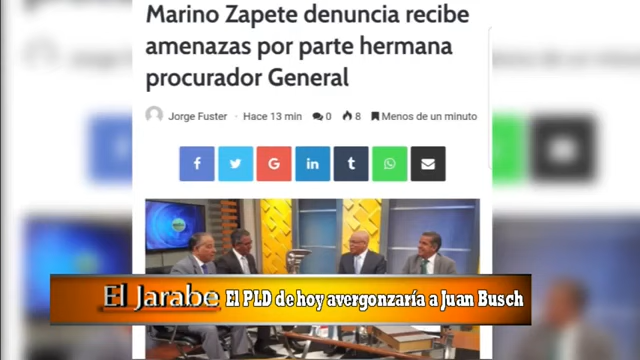 Marino Zapete denuncia recibe
amenazas por parte hermana
procurador General
Jorge Fuster · Hace 13 min 0 8 Menos de un minuto
El Jarabe El PLD de hoy avergonzaría a Juan Busch